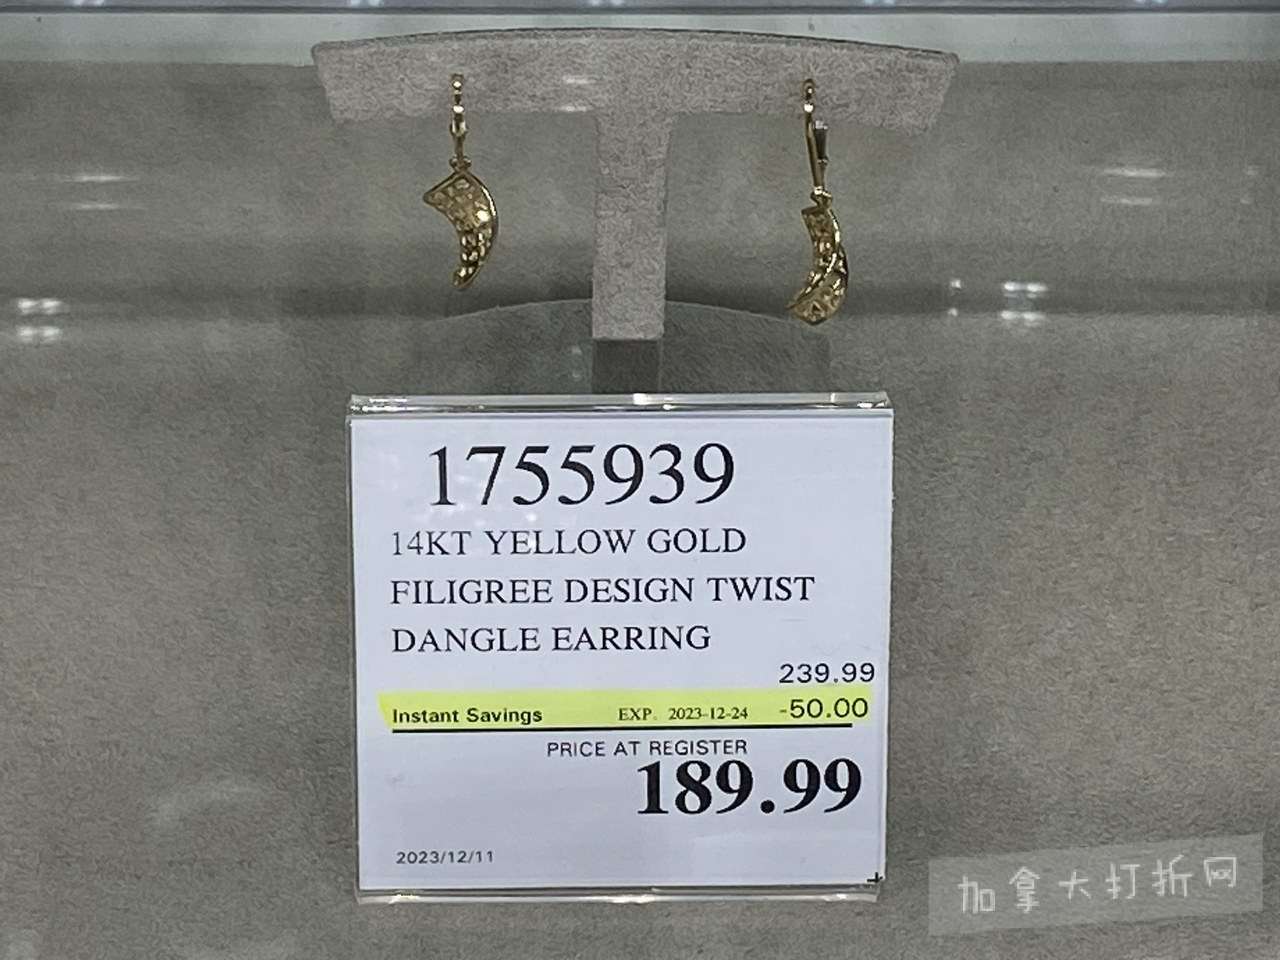 1755939
14KT YELLOW GOLD
FILIGREE DESIGN TWIST
DANGLE EARRING
239.99
Instant Savings EXP. 2023-12-24 -50.00
PRICE AT REGISTER
189.99
2023/12/11
加拿大打折网